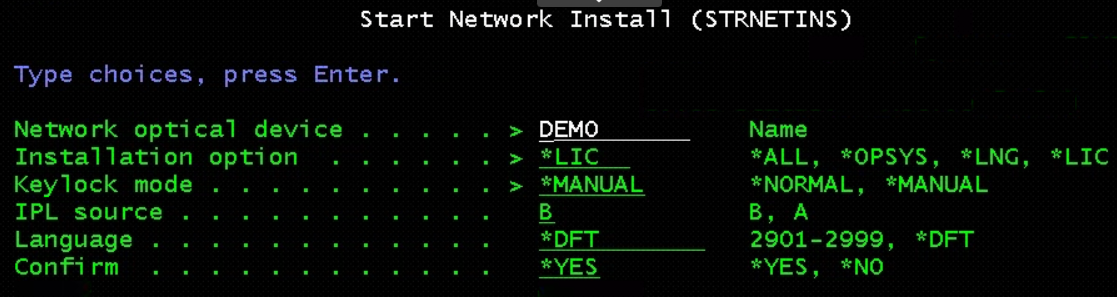 Start Network Install (STRNETINS)
Type choices, press Enter.
Network optical device . . . . . > DEMO Name
Installation option . . . . . . > *LIC *ALL, *OPSYS, *LNG, *LIC
Keylock mode . . . . . . . . . . > *MANUAL *NORMAL, *MANUAL
IPL source . . . . . . . . . . . B B, A
Language . . . . . . . . . . . . *DFT 2901-2999, *DFT
Confirm . . . . . . . . . . . . *YES *YES, *NO